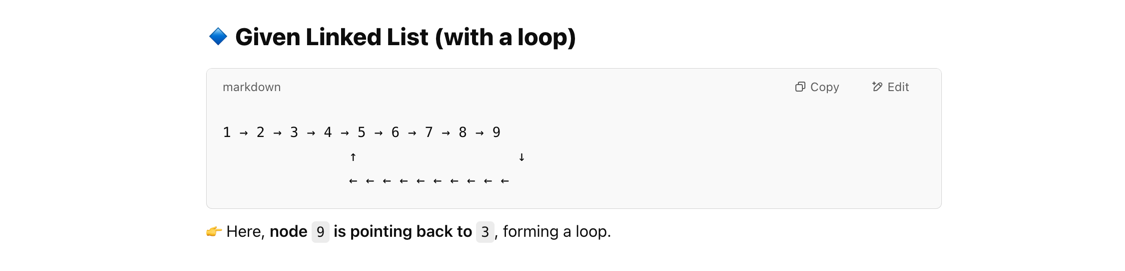 🔷 Given Linked List (with a loop)
markdown Copy Edit
1 → 2 → 3 → 4 → 5 → 6 → 7 → 8 → 9
↑ ↓
← ← ← ← ← ← ← ← ← ←
👉 Here, node 9 is pointing back to 3, forming a loop.